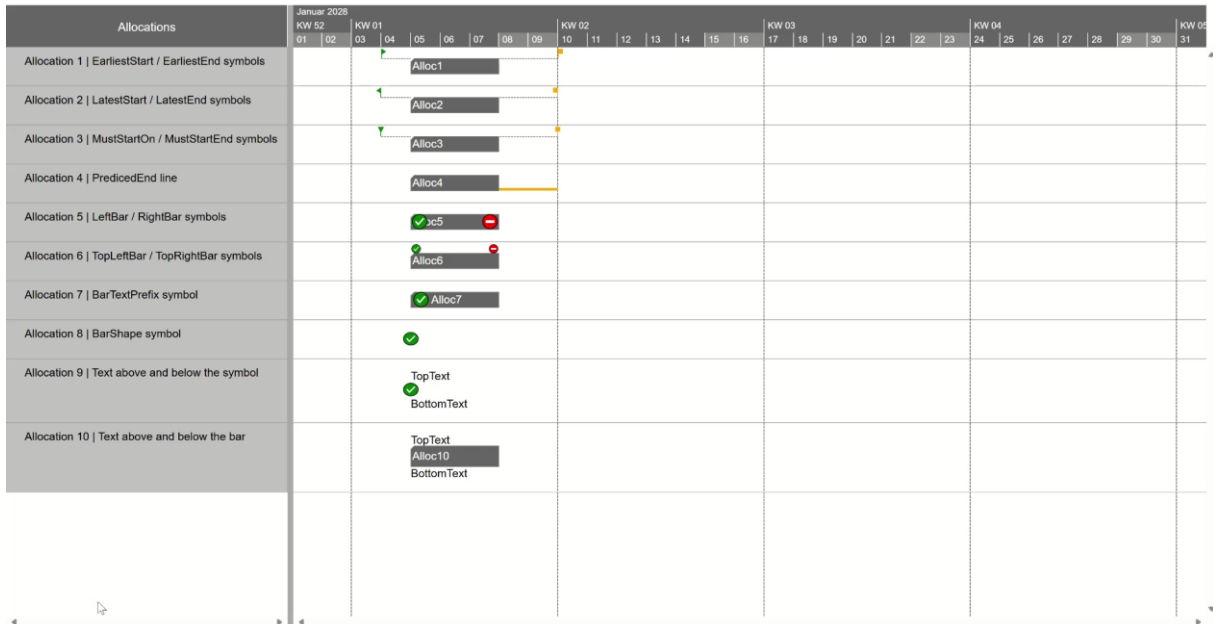 Allocations
Januar 2028
KW 52 KW 01 KW 02 KW 03 KW 04 KW 05
01 02 03 04 05 06 07 08 09 10 11 12 13 14 15 16 17 18 19 20 21 22 23 24 25 26 27 28 29 30 31
Allocation 1 | EarliestStart / EarliestEnd symbols
Alloc1
Allocation 2 | LatestStart / LatestEnd symbols
Alloc2
Allocation 3 | MustStartOn / MustStartEnd symbols
Alloc3
Allocation 4 | PredicedEnd line
Alloc4
Allocation 5 | LeftBar / RightBar symbols
oc5
Allocation 6 | TopLeftBar / TopRightBar symbols
Alloc6
Allocation 7 | BarTextPrefix symbol
Alloc7
Allocation 8 | BarShape symbol
Allocation 9 | Text above and below the symbol
TopText
BottomText
Allocation 10 | Text above and below the bar
TopText
Alloc10
BottomText